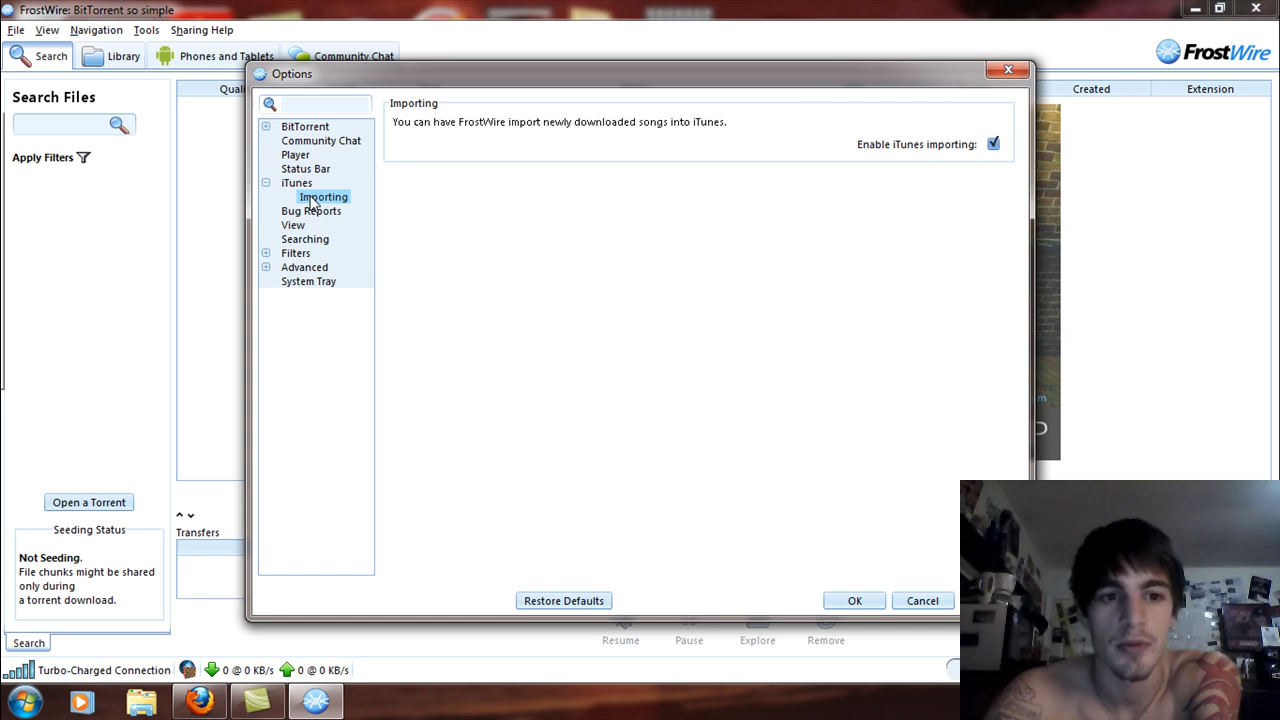 FrostWire: BitTorrent so simple
File View Navigation Tools Sharing Help
Search Library Phones and Tablets Community Chat
FrostWire
Options
Search Files
Created Extension
Importing
You can have FrostWire import newly downloaded songs into iTunes.
Enable iTunes importing:
BitTorrent
Community Chat
Player
Status Bar
iTunes
Importing
Bug Reports
View
Searching
Filters
Advanced
System Tray
Apply Filters
Open a Torrent
Seeding Status
Not Seeding.
File chunks might be shared
only during
a torrent download.
Transfers
Restore Defaults OK Cancel
Resume Pause Explore Remove
Search
Turbo-Charged Connection 0 @ 0 KB/s 0 @ 0 KB/s